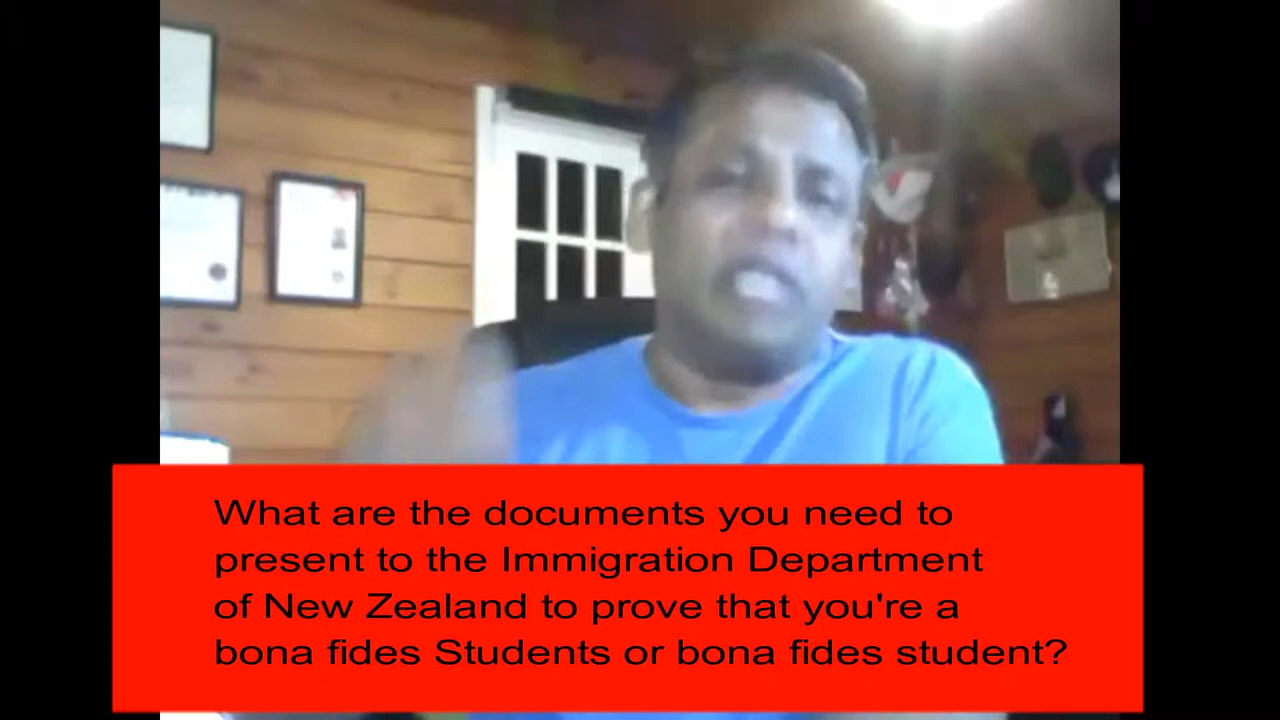 What are the documents you need to
present to the Immigration Department
of New Zealand to prove that you're a
bona fides Students or bona fides student?